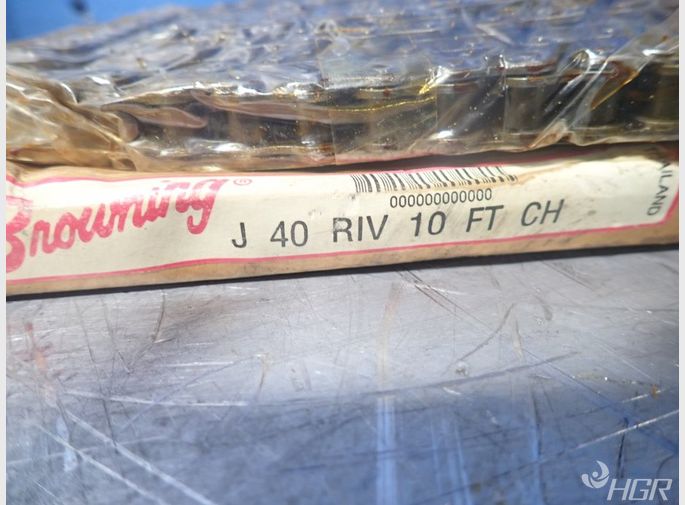 Browning®
000000000000
J 40 RIV 10 FT CH
AILAND
HGR